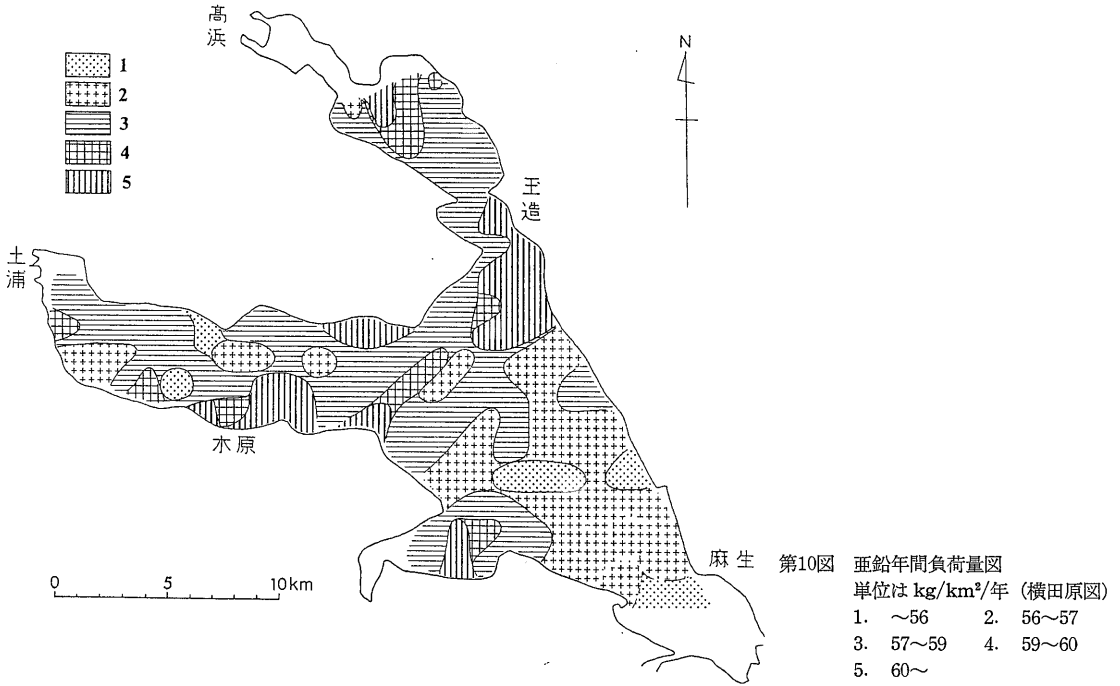 髙
浜
1
2
3
4
5
N
玉
造
土
浦
木原
麻生
0 5 10km
第10図 亜鉛年間負荷量図
単位は kg/km²/年 (横田原図)
1. ～56 2. 56～57
3. 57～59 4. 59～60
5. 60～